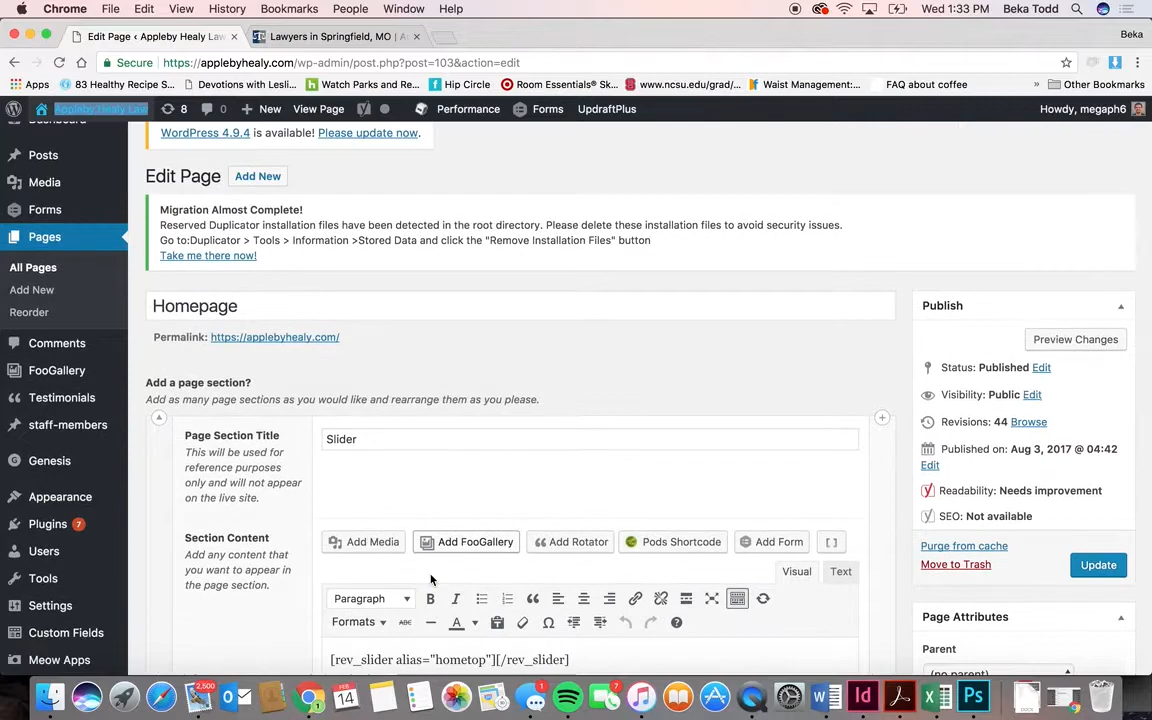 Chrome File Edit View History Bookmarks People Window Help Wed 1:33 PM Beka Todd
Edit Page ‹ Appleby Healy Law Lawyers in Springfield, MO | A Beka
Secure https://applebyhealy.com/wp-admin/post.php?post=103&action=edit
Apps 83 Healthy Recipe S... Devotions with Lesli... Watch Parks and Re... Hip Circle Room Essentials® Sk... www.ncsu.edu/grad/... Waist Management:... FAQ about coffee » Other Bookmarks
Appleby Healy Law 8 0 New View Page Performance Forms UpdraftPlus Howdy, megaph6
Dashboard
WordPress 4.9.4 is available! Please update now.
Posts
Media
Forms
Pages
All Pages
Add New
Reorder
Comments
FooGallery
Testimonials
staff-members
Genesis
Appearance
Plugins 7
Users
Tools
Settings
Custom Fields
Meow Apps
Edit Page Add New
Migration Almost Complete!
Reserved Duplicator installation files have been detected in the root directory. Please delete these installation files to avoid security issues.
Go to:Duplicator > Tools > Information >Stored Data and click the "Remove Installation Files" button
Take me there now!
Homepage
Permalink: https://applebyhealy.com/
Add a page section?
Add as many page sections as you would like and rearrange them as you please.
Page Section Title
This will be used for
reference purposes
only and will not appear
on the live site.
Slider
Section Content
Add any content that
you want to appear in
the page section.
Add Media Add FooGallery Add Rotator Pods Shortcode Add Form [ ]
Visual Text
Paragraph B I
Formats ABC A
[rev_slider alias="hometop"][/rev_slider]
Publish
Preview Changes
Status: Published Edit
Visibility: Public Edit
Revisions: 44 Browse
Published on: Aug 3, 2017 @ 04:42
Edit
Readability: Needs improvement
SEO: Not available
Purge from cache
Move to Trash
Update
Page Attributes
Parent
2,500 FEB 14 1 1 7 W Id X Ps